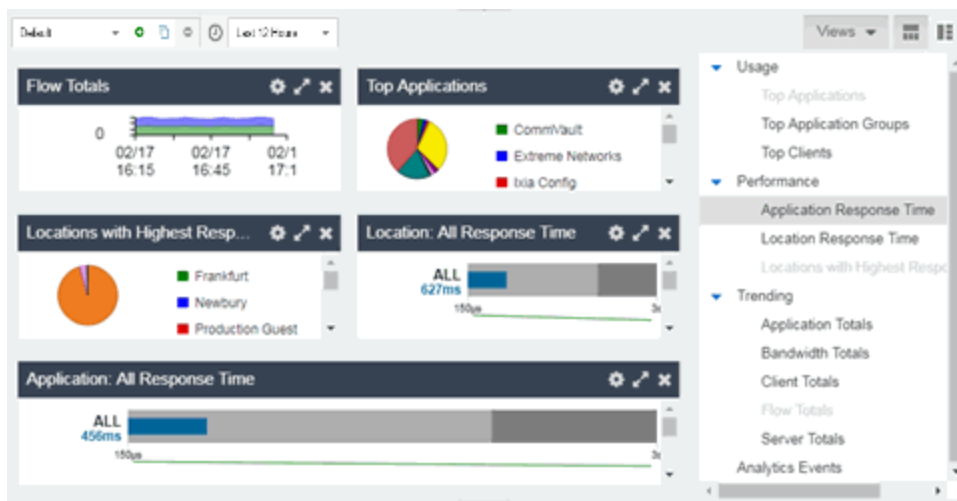 Default
Last 12 Hours
Views
Flow Totals
0
02/17 02/17 02/1
16:15 16:45 17:1
Top Applications
CommVault
Extreme Networks
Ixia Config
Locations with Highest Resp...
Frankfurt
Newbury
Production Guest
Location: All Response Time
ALL
627ms
150µs 3
Application: All Response Time
ALL
456ms
150µs 3
Usage
Top Applications
Top Application Groups
Top Clients
Performance
Application Response Time
Location Response Time
Locations with Highest Respo
Trending
Application Totals
Bandwidth Totals
Client Totals
Flow Totals
Server Totals
Analytics Events